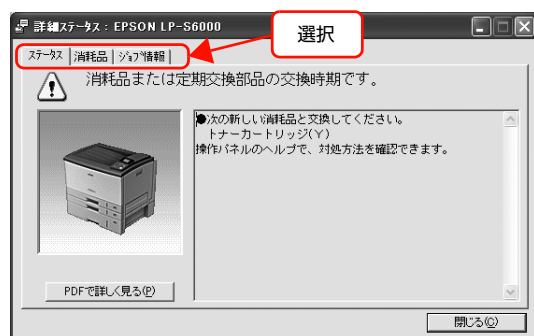 詳細ステータス : EPSON LP-S6000
選択
ステータス 消耗品 ジョブ情報
消耗品または定期交換部品の交換時期です。
●次の新しい消耗品と交換してください。
トナーカートリッジ(Y)
操作パネルのヘルプで、対処方法を確認できます。
PDFで詳しく見る(P)
閉じる(C)